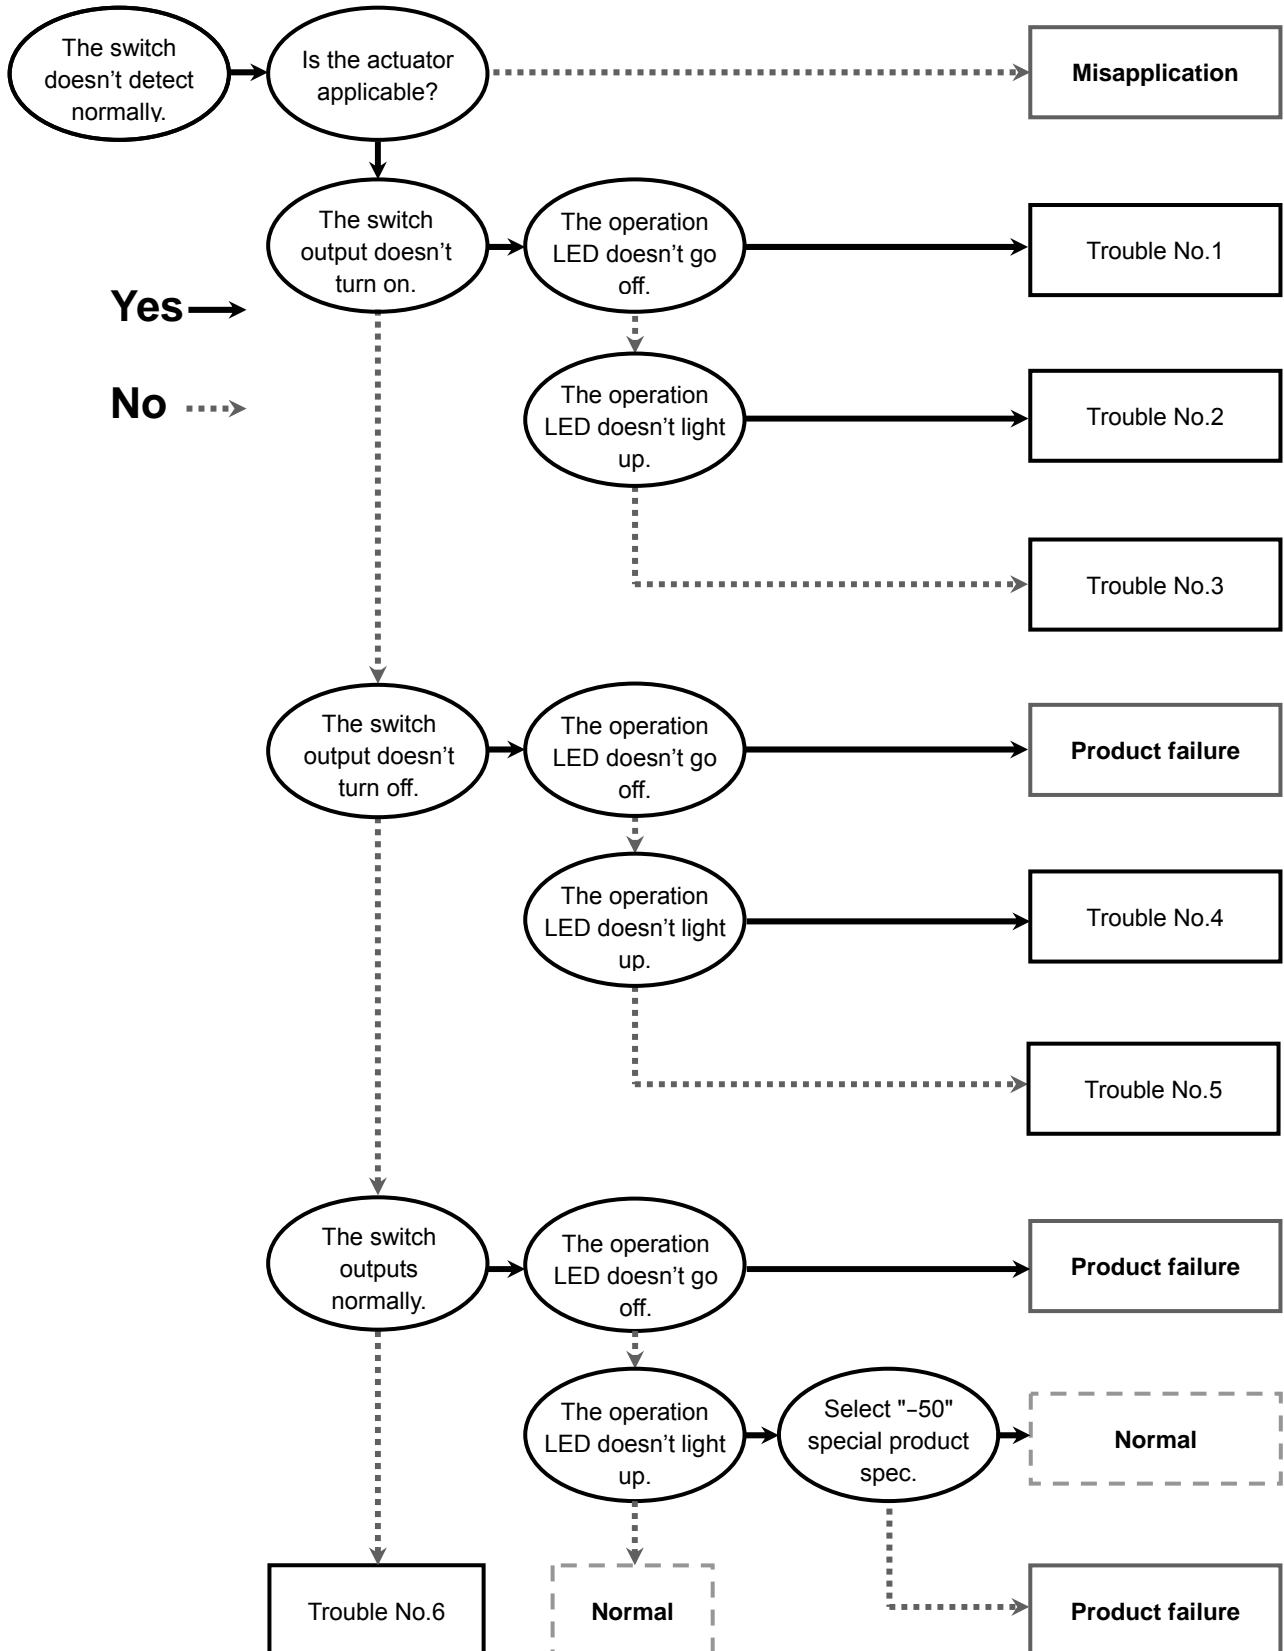 The switch
doesn't detect
normally.
Is the actuator
applicable?
Misapplication
The switch
output doesn't
turn on.
The operation
LED doesn't go
off.
Trouble No.1
Yes
No
The operation
LED doesn't light
up.
Trouble No.2
Trouble No.3
The switch
output doesn't
turn off.
The operation
LED doesn't go
off.
Product failure
The operation
LED doesn't light
up.
Trouble No.4
Trouble No.5
The switch
outputs
normally.
The operation
LED doesn't go
off.
Product failure
The operation
LED doesn't light
up.
Select "−50"
special product
spec.
Normal
Trouble No.6
Normal
Product failure